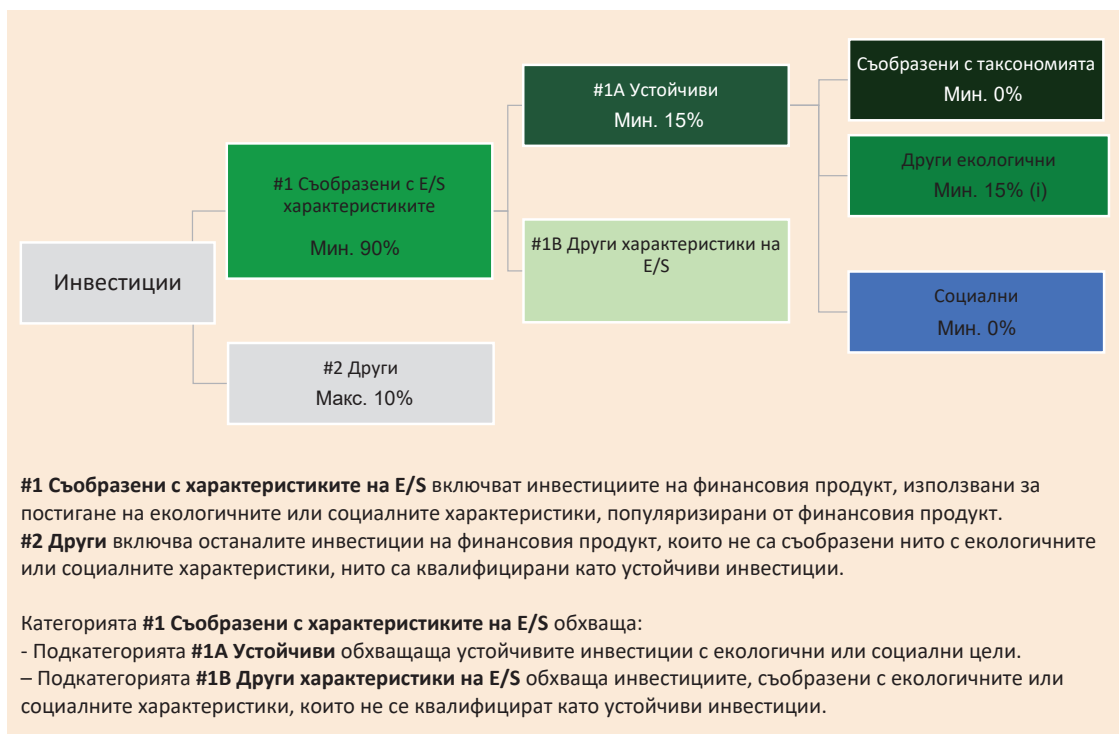 Инвестиции
#1 Съобразени с E/S
характеристиките
Мин. 90%
#2 Други
Макс. 10%
#1A Устойчиви
Мин. 15%
#1B Други характеристики на
E/S
Съобразени с таксономията
Мин. 0%
Други екологични
Мин. 15% (i)
Социални
Мин. 0%
#1 Съобразени с характеристиките на E/S включват инвестициите на финансовия продукт, използвани за
постигане на екологичните или социалните характеристики, популяризирани от финансовия продукт.
#2 Други включва останалите инвестиции на финансовия продукт, които не са съобразени нито с екологичните
или социалните характеристики, нито са квалифицирани като устойчиви инвестиции.
Категорията #1 Съобразени с характеристиките на E/S обхваща:
- Подкатегорията #1A Устойчиви обхващаща устойчивите инвестиции с екологични или социални цели.
– Подкатегорията #1B Други характеристики на E/S обхваща инвестициите, съобразени с екологичните или
социалните характеристики, които не се квалифицират като устойчиви инвестиции.